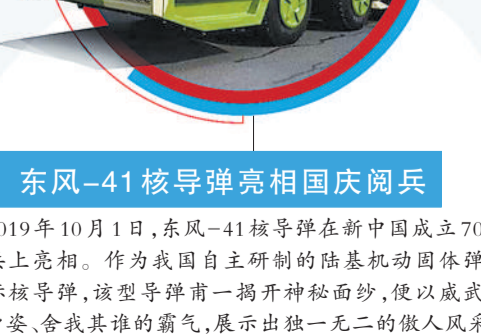 东风-41核导弹亮相国庆阅兵
019年10月1日,东风-41核导弹在新中国成立70
上亮相。作为我国自主研制的陆基机动固体弹
核导弹,该型导弹甫一揭开神秘面纱,便以威武
姿、舍我其谁的霸气,展示出独一无二的傲人风采